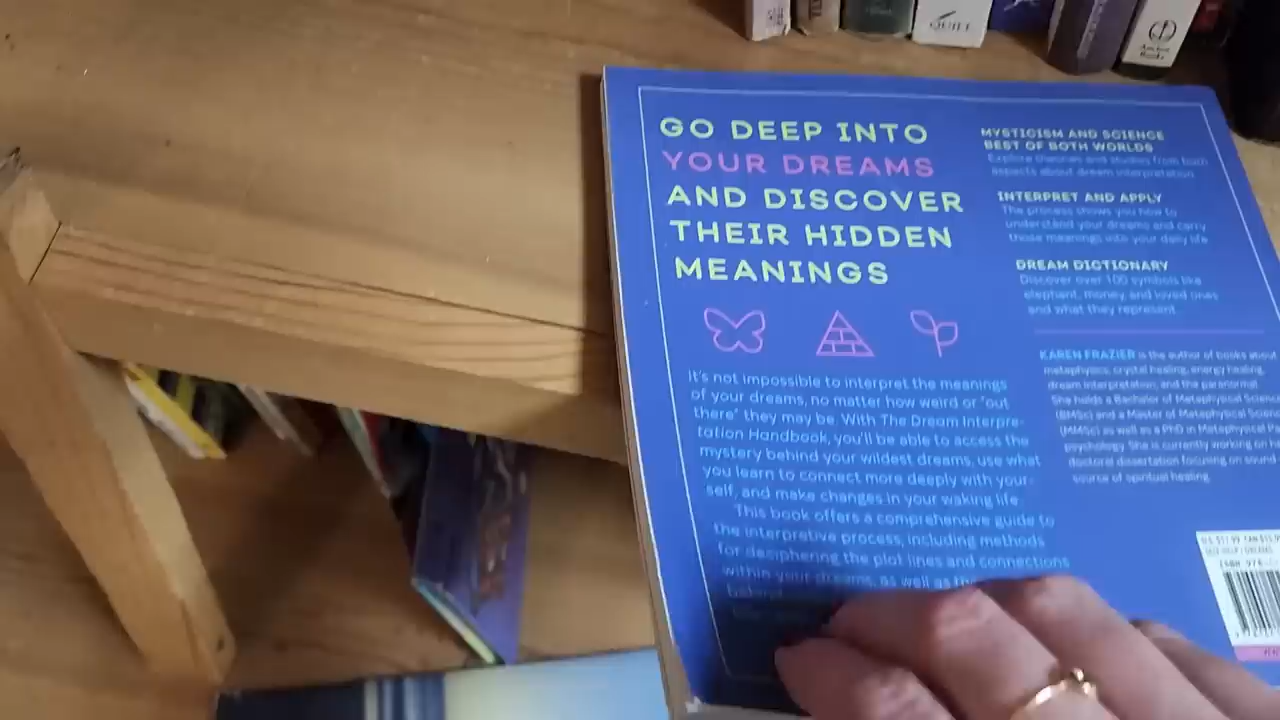 QUIET
GO DEEP INTO
YOUR DREAMS
AND DISCOVER
THEIR HIDDEN
MEANINGS
It's not impossible to interpret the meanings
of your dreams, no matter how weird or "out
there" they may be. With The Dream Interpre-
tation Handbook, you'll be able to access the
mystery behind your wildest dreams, use what
you learn to connect more deeply with your-
self, and make changes in your waking life.
This book offers a comprehensive guide to
the interpretive process, including methods
for deciphering the plot lines and connections
within your dreams, as well as the
behind
MYSTICISM AND SCIENCE
BEST OF BOTH WORLDS
Explore theories and studies from both
aspects about dream interpretation
INTERPRET AND APPLY
The process shows you how to
understand your dreams and carry
those meanings into your daily life
DREAM DICTIONARY
Discover over 100 symbols like
elephant, money, and loved ones
and what they represent
KAREN FRAZIER is the author of books about
metaphysics, crystal healing, energy healing,
dream interpretation, and the paranormal.
She holds a Bachelor of Metaphysical Science
(BMSc) and a Master of Metaphysical Scien
(MMSc) as well as a PhD in Metaphysical Pa
psychology. She is currently working on h
doctoral dissertation focusing on sound
source of spiritual healing.
ISBN 978-